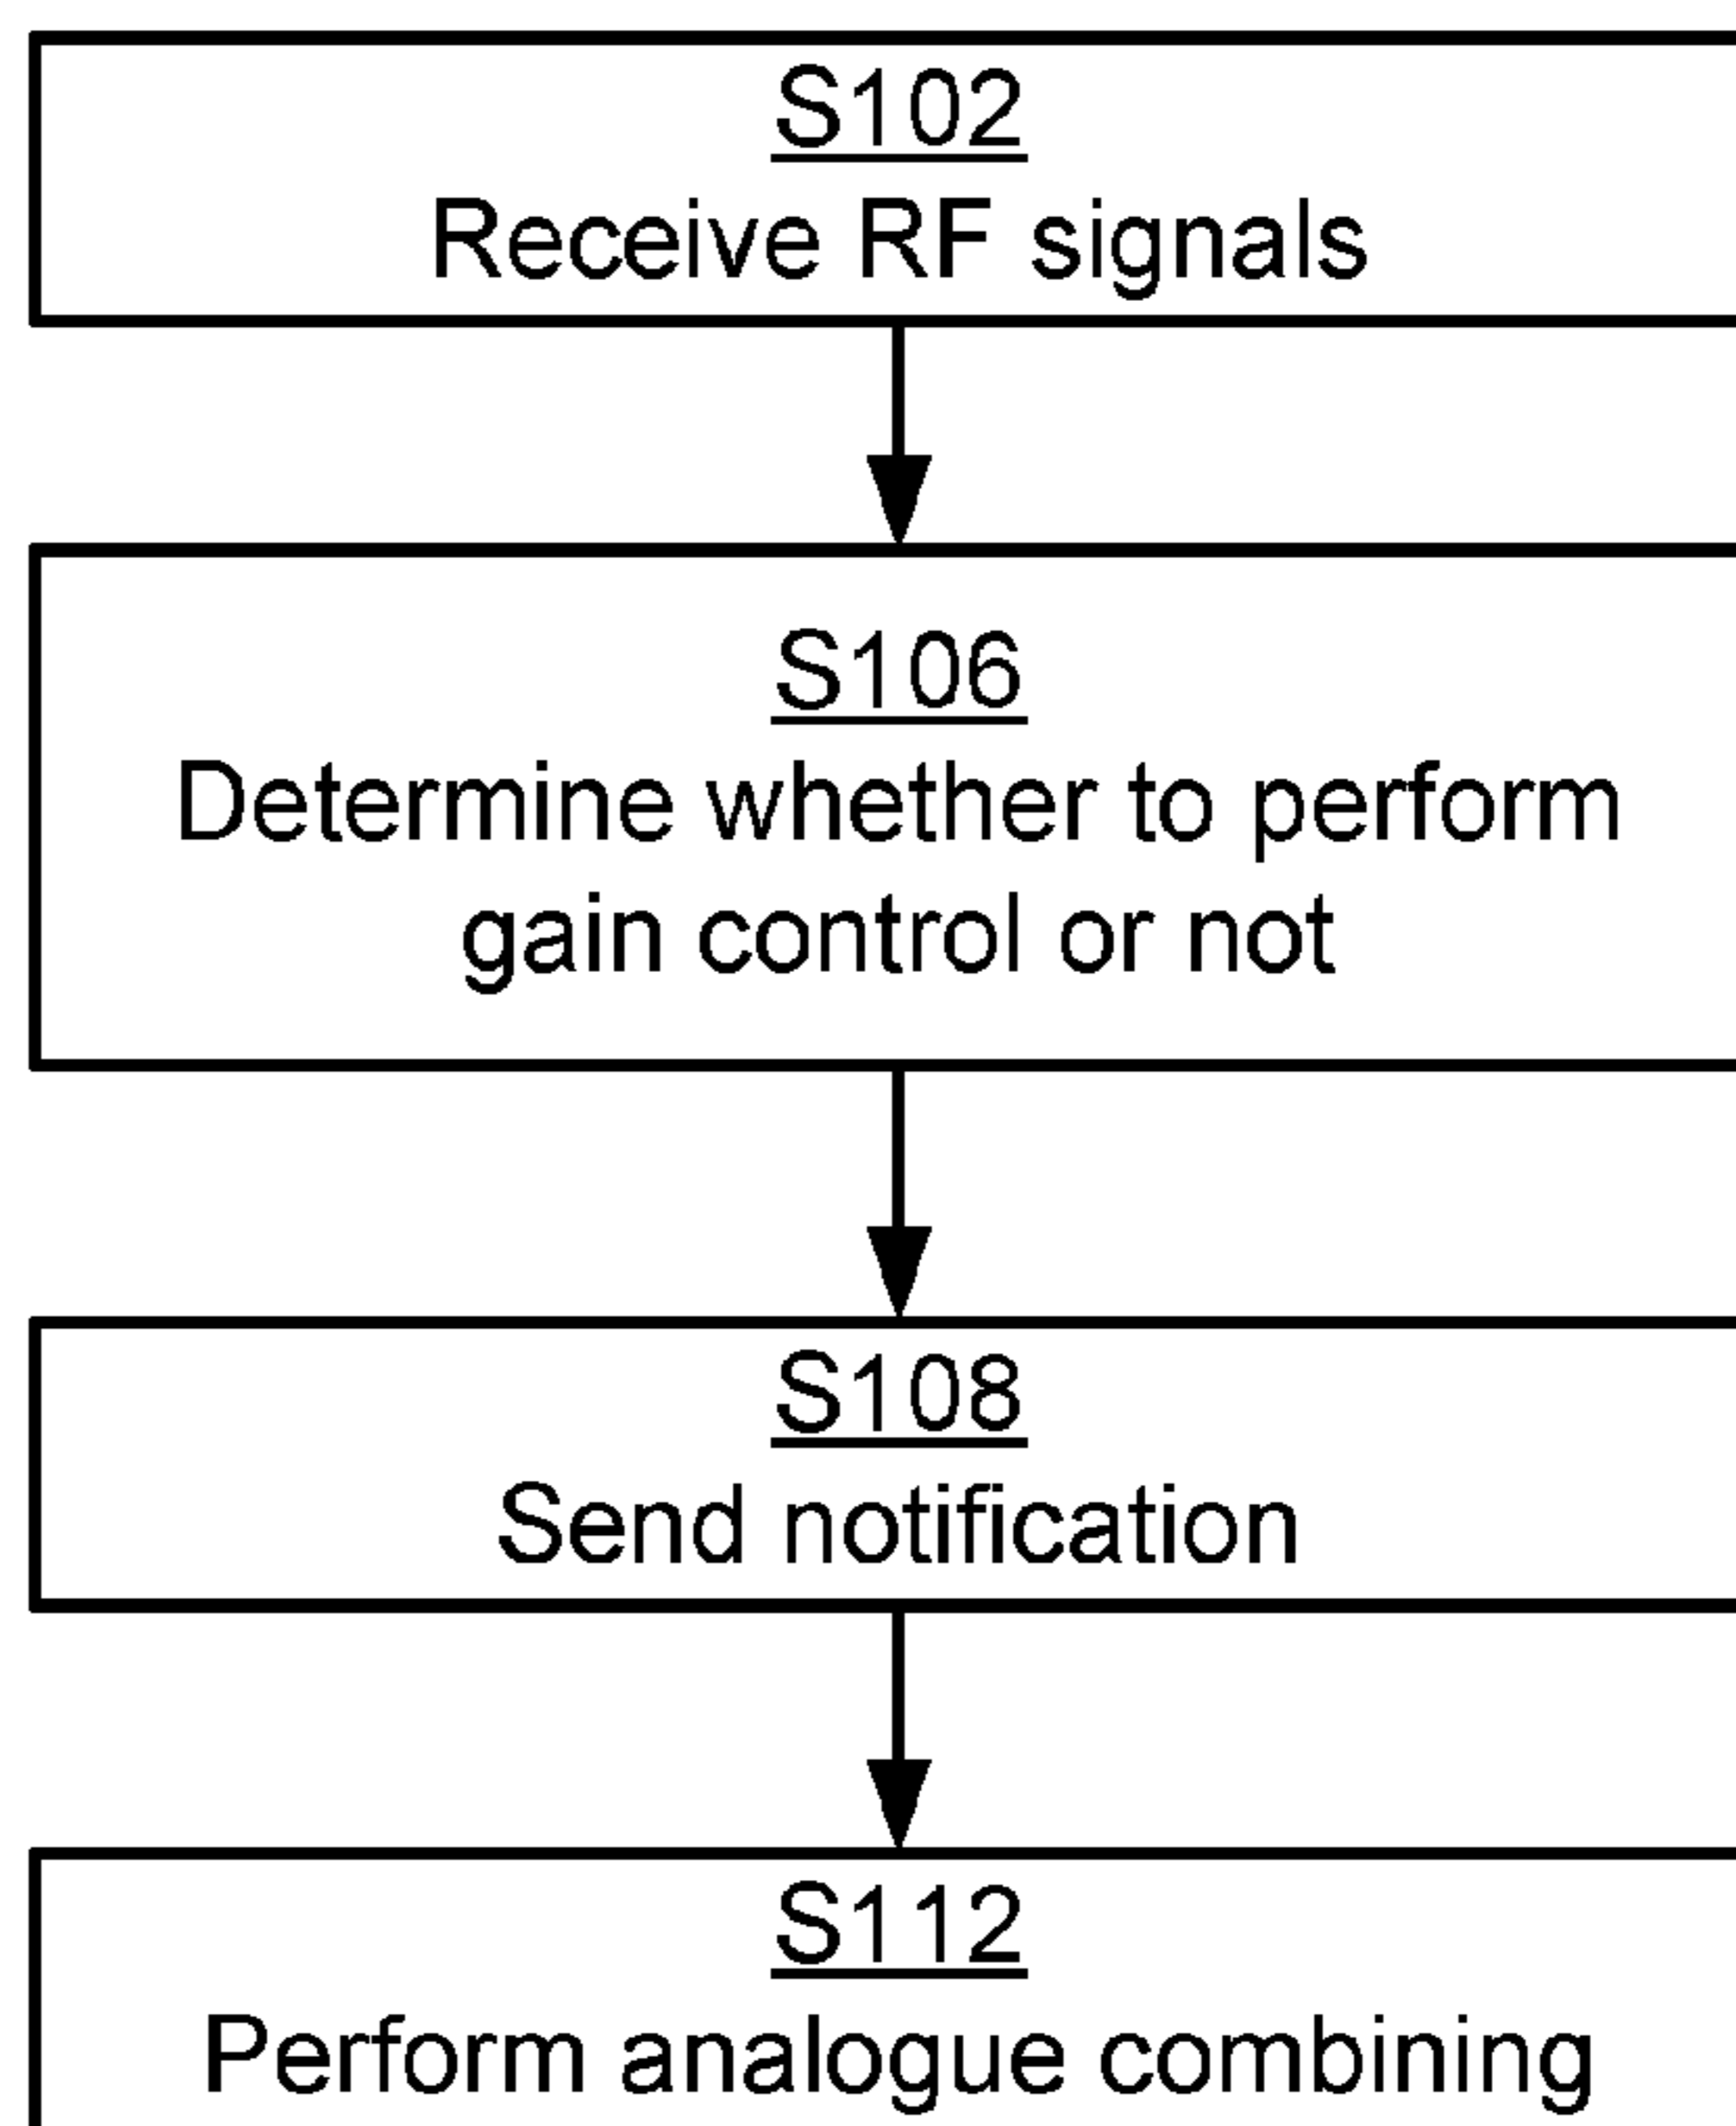 S102
Receive RF signals
S106
Determine whether to perform
gain control or not
S108
Send notification
S112
Perform analogue combining